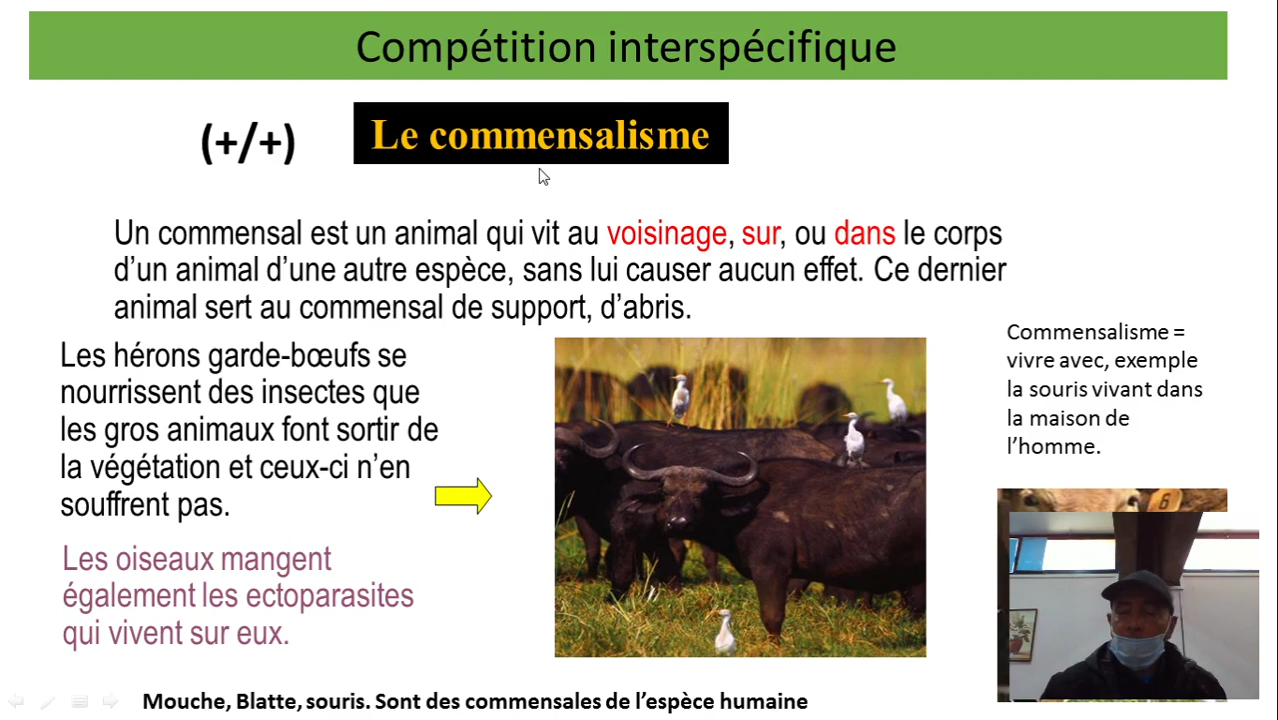 Compétition interspécifique
(+/+)
Le commensalisme
Un commensal est un animal qui vit au voisinage, sur, ou dans le corps
d'un animal d'une autre espèce, sans lui causer aucun effet. Ce dernier
animal sert au commensal de support, d'abris.
Les hérons garde-bœufs se
nourrissent des insectes que
les gros animaux font sortir de
la végétation et ceux-ci n'en
souffrent pas.
Les oiseaux mangent
également les ectoparasites
qui vivent sur eux.
Commensalisme =
vivre avec, exemple
la souris vivant dans
la maison de
l'homme.
6
Mouche, Blatte, souris. Sont des commensales de l'espèce humaine